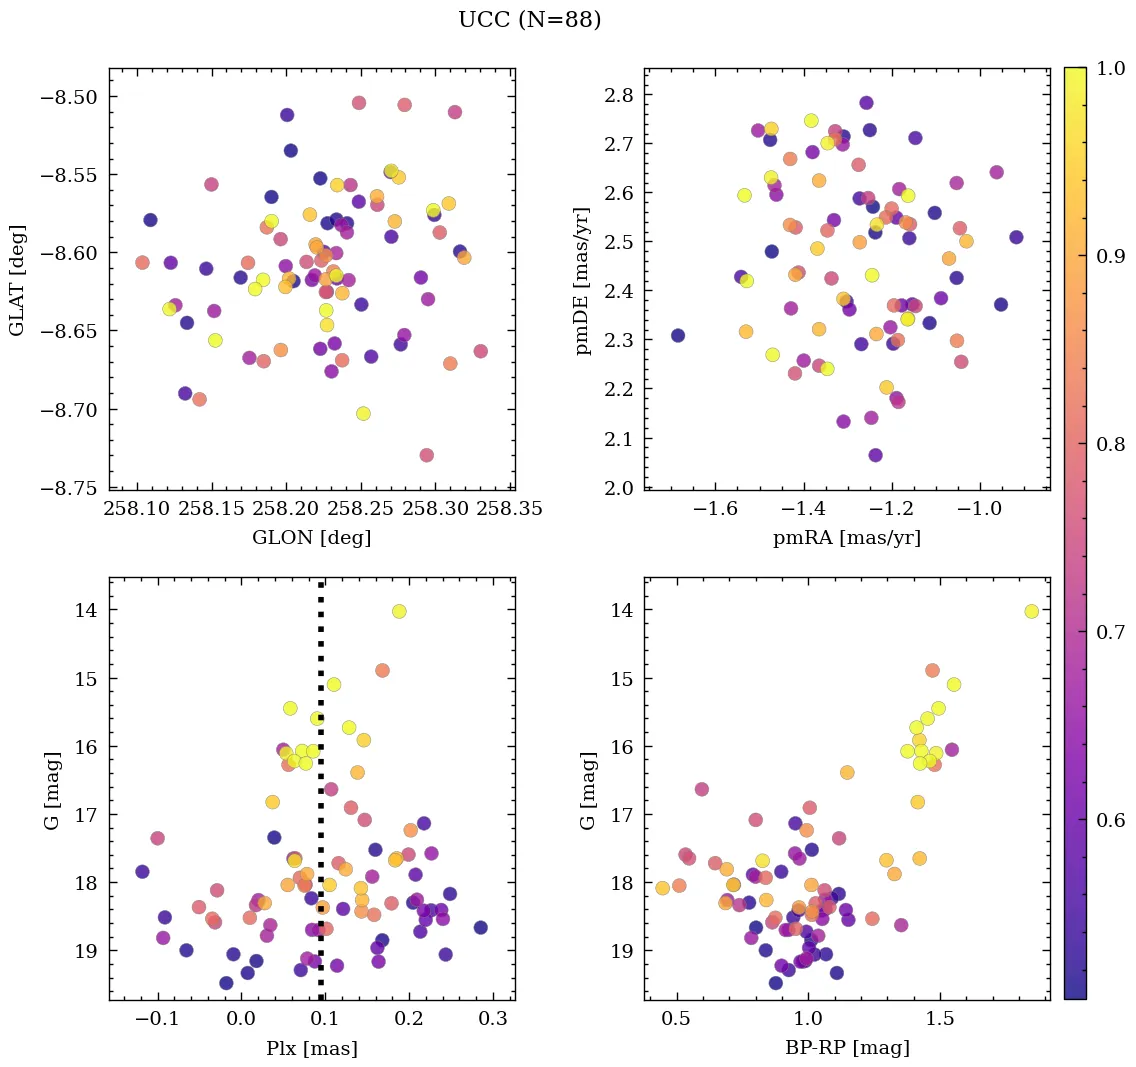 UCC (N=88)
−8.50
−8.55
−8.60
−8.65
−8.70
−8.75
GLAT [deg]
258.10 258.15 258.20 258.25 258.30 258.35
GLON [deg]
2.8
2.7
2.6
2.5
2.4
2.3
2.2
2.1
2.0
pmDE [mas/yr]
−1.6 −1.4 −1.2 −1.0
pmRA [mas/yr]
14
15
16
17
18
19
G [mag]
−0.1 0.0 0.1 0.2 0.3
Plx [mas]
14
15
16
17
18
19
G [mag]
0.5 1.0 1.5
BP-RP [mag]
1.0
0.9
0.8
0.7
0.6